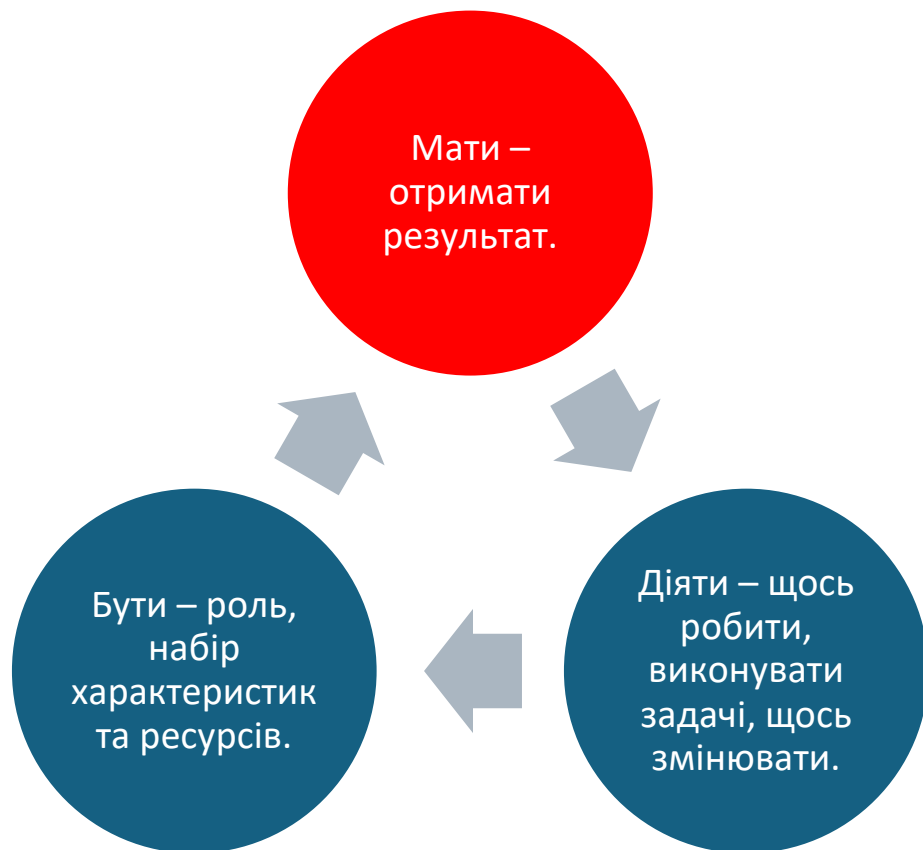 Мати –
отримати
результат.
Діяти – щось
робити,
виконувати
задачі, щось
змінювати.
Бути – роль,
набір
характеристик
та ресурсів.